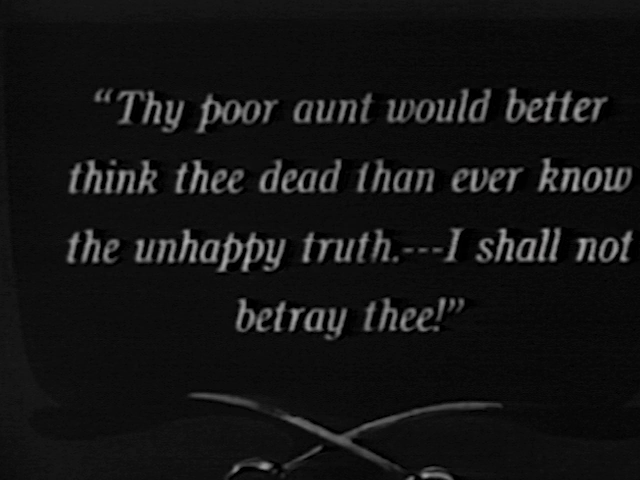 “Thy poor aunt would better
think thee dead than ever know
the unhappy truth.---I shall not
betray thee!”